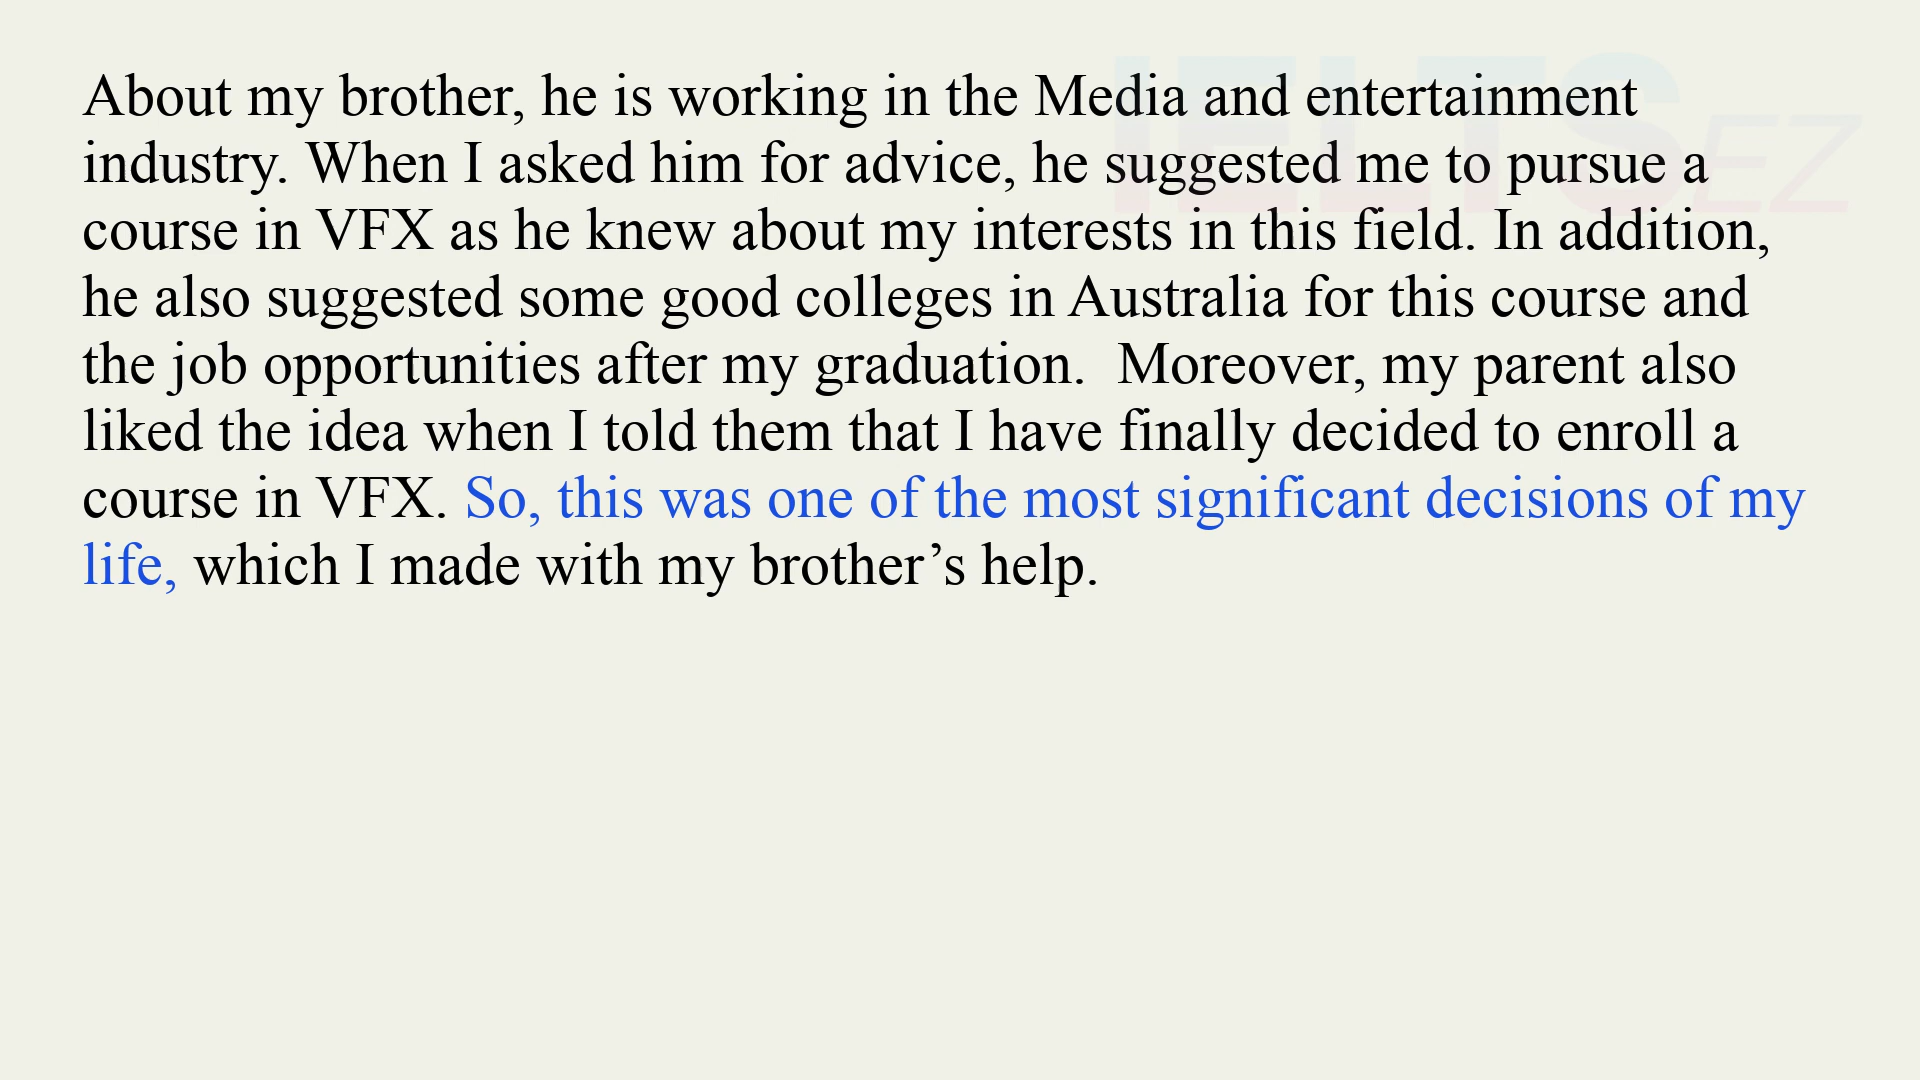 IELTS EZ
About my brother, he is working in the Media and entertainment
industry. When I asked him for advice, he suggested me to pursue a
course in VFX as he knew about my interests in this field. In addition,
he also suggested some good colleges in Australia for this course and
the job opportunities after my graduation.  Moreover, my parent also
liked the idea when I told them that I have finally decided to enroll a
course in VFX. So, this was one of the most significant decisions of my
life, which I made with my brother’s help.